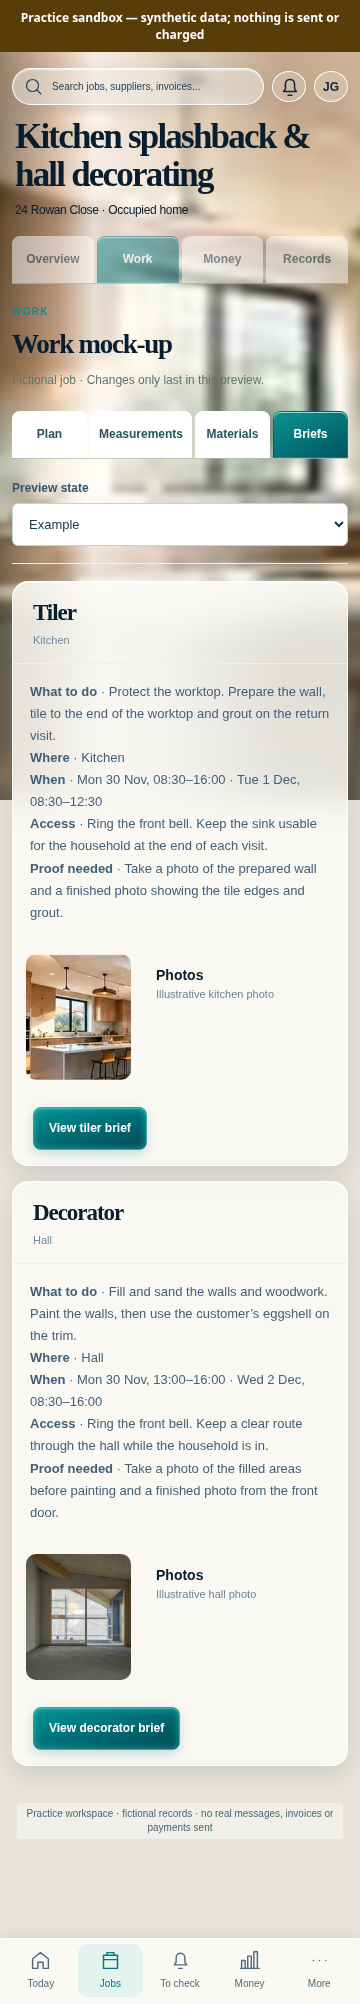 Practice sandbox — synthetic data; nothing is sent or
charged
Search jobs, suppliers, invoices...
JG
Kitchen splashback &
hall decorating
24 Rowan Close · Occupied home
Overview
Work
Money
Records
WORK
Work mock-up
Fictional job · Changes only last in this preview.
Plan
Measurements
Materials
Briefs
Preview state
Example
Tiler
Kitchen
What to do · Protect the worktop. Prepare the wall,
tile to the end of the worktop and grout on the return
visit.
Where · Kitchen
When · Mon 30 Nov, 08:30–16:00 · Tue 1 Dec,
08:30–12:30
Access · Ring the front bell. Keep the sink usable
for the household at the end of each visit.
Proof needed · Take a photo of the prepared wall
and a finished photo showing the tile edges and
grout.
Photos
Illustrative kitchen photo
View tiler brief
Decorator
Hall
What to do · Fill and sand the walls and woodwork.
Paint the walls, then use the customer’s eggshell on
the trim.
Where · Hall
When · Mon 30 Nov, 13:00–16:00 · Wed 2 Dec,
08:30–16:00
Access · Ring the front bell. Keep a clear route
through the hall while the household is in.
Proof needed · Take a photo of the filled areas
before painting and a finished photo from the front
door.
Photos
Illustrative hall photo
View decorator brief
Practice workspace · fictional records · no real messages, invoices or
payments sent
Today
Jobs
To check
Money
More